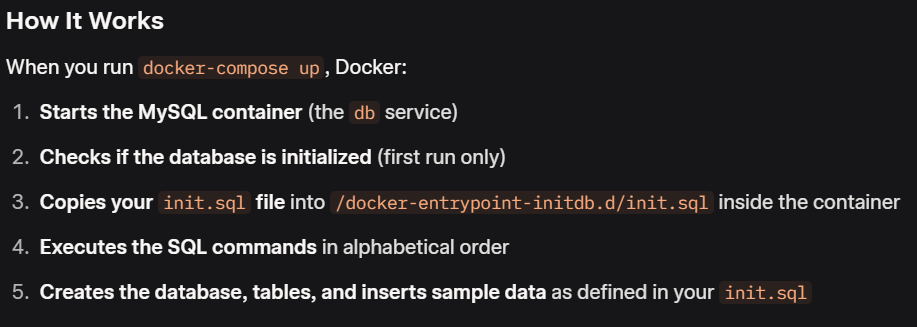 How It Works
When you run docker-compose up, Docker:
1. Starts the MySQL container (the db service)
2. Checks if the database is initialized (first run only)
3. Copies your init.sql file into /docker-entrypoint-initdb.d/init.sql inside the container
4. Executes the SQL commands in alphabetical order
5. Creates the database, tables, and inserts sample data as defined in your init.sql